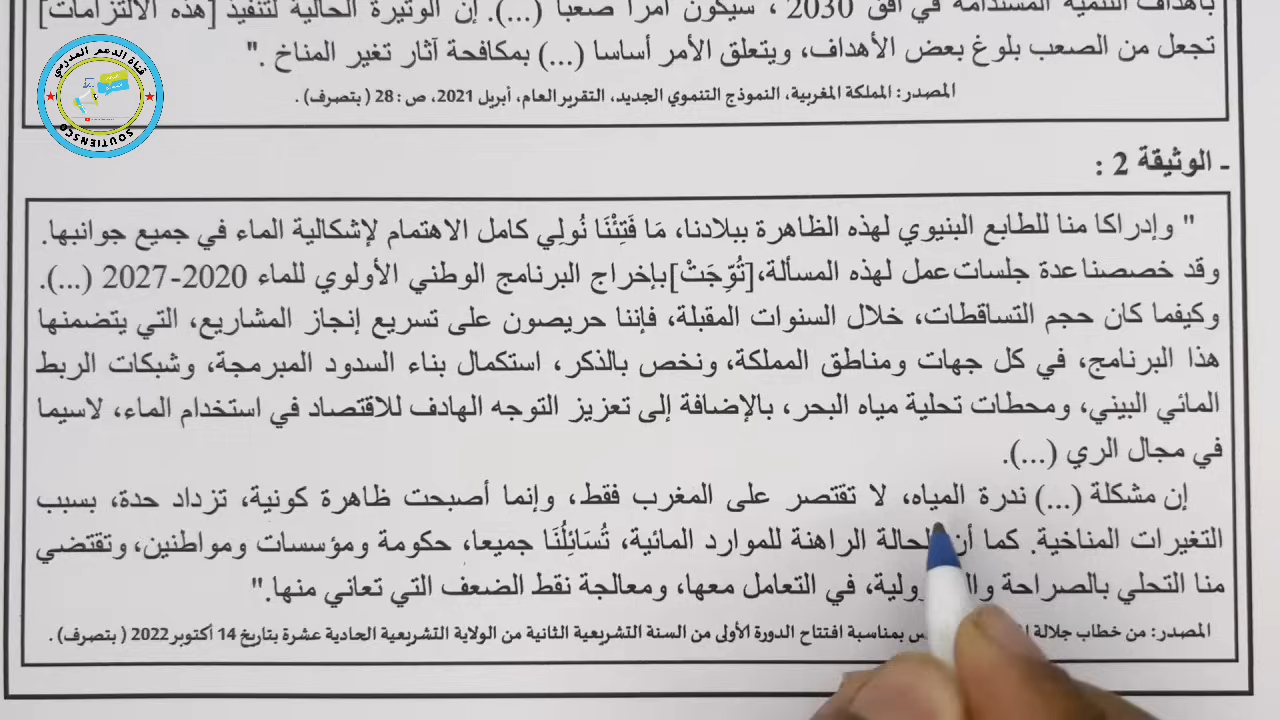 بأهداف التنمية المستدامة في أفق 2030 ، سيكون أمرا صعبا (...). إن الوتيرة الحالية لتنفيذ [هذه الالتزامات]
تجعل من الصعب بلوغ بعض الأهداف، ويتعلق الأمر أساسا (...) بمكافحة آثار تغير المناخ ."
المصدر: المملكة المغربية، النموذج التنموي الجديد، التقرير العام، أبريل 2021، ص: 28 ( بتصرف) .
قناة الدعم المدرسي
SOUTIENSCO
- الوثيقة 2 :
" وإدراكا منا للطابع البنيوي لهذه الظاهرة ببلادنا، مَا فَتِئْنَا نُولِي كامل الاهتمام لإشكالية الماء في جميع جوانبها.
وقد خصصنا عدة جلسات عمل لهذه المسألة، [تُوِّجَتْ] بإخراج البرنامج الوطني الأولوي للماء 2020-2027 (...).
وكيفما كان حجم التساقطات، خلال السنوات المقبلة، فإننا حريصون على تسريع إنجاز المشاريع، التي يتضمنها
هذا البرنامج، في كل جهات ومناطق المملكة، ونخص بالذكر، استكمال بناء السدود المبرمجة، وشبكات الربط
المائي البيني، ومحطات تحلية مياه البحر، بالإضافة إلى تعزيز التوجه الهادف للاقتصاد في استخدام الماء، لاسيما
في مجال الري (...).
إن مشكلة (...) ندرة المياه، لا تقتصر على المغرب فقط، وإنما أصبحت ظاهرة كونية، تزداد حدة، بسبب
التغيرات المناخية. كما أن الحالة الراهنة للموارد المائية، تُسَائِلُنَا جميعا، حكومة ومؤسسات ومواطنين، وتقتضي
منا التحلي بالصراحة في التعامل معها، ومعالجة نقط الضعف التي تعاني منها."
المصدر: من خطاب جلالة بمناسبة افتتاح الدورة الأولى من السنة التشريعية الثانية من الولاية التشريعية الحادية عشرة بتاريخ 14 أكتوبر 2022 ( بتصرف) .